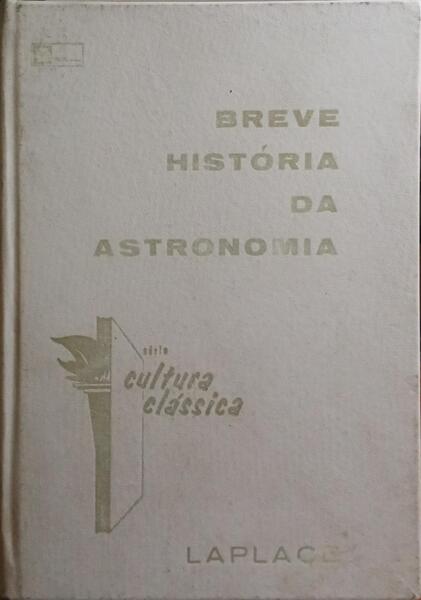 BREVE
HISTÓRIA
DA
ASTRONOMIA
série
cultura
clássica
LAPLACE